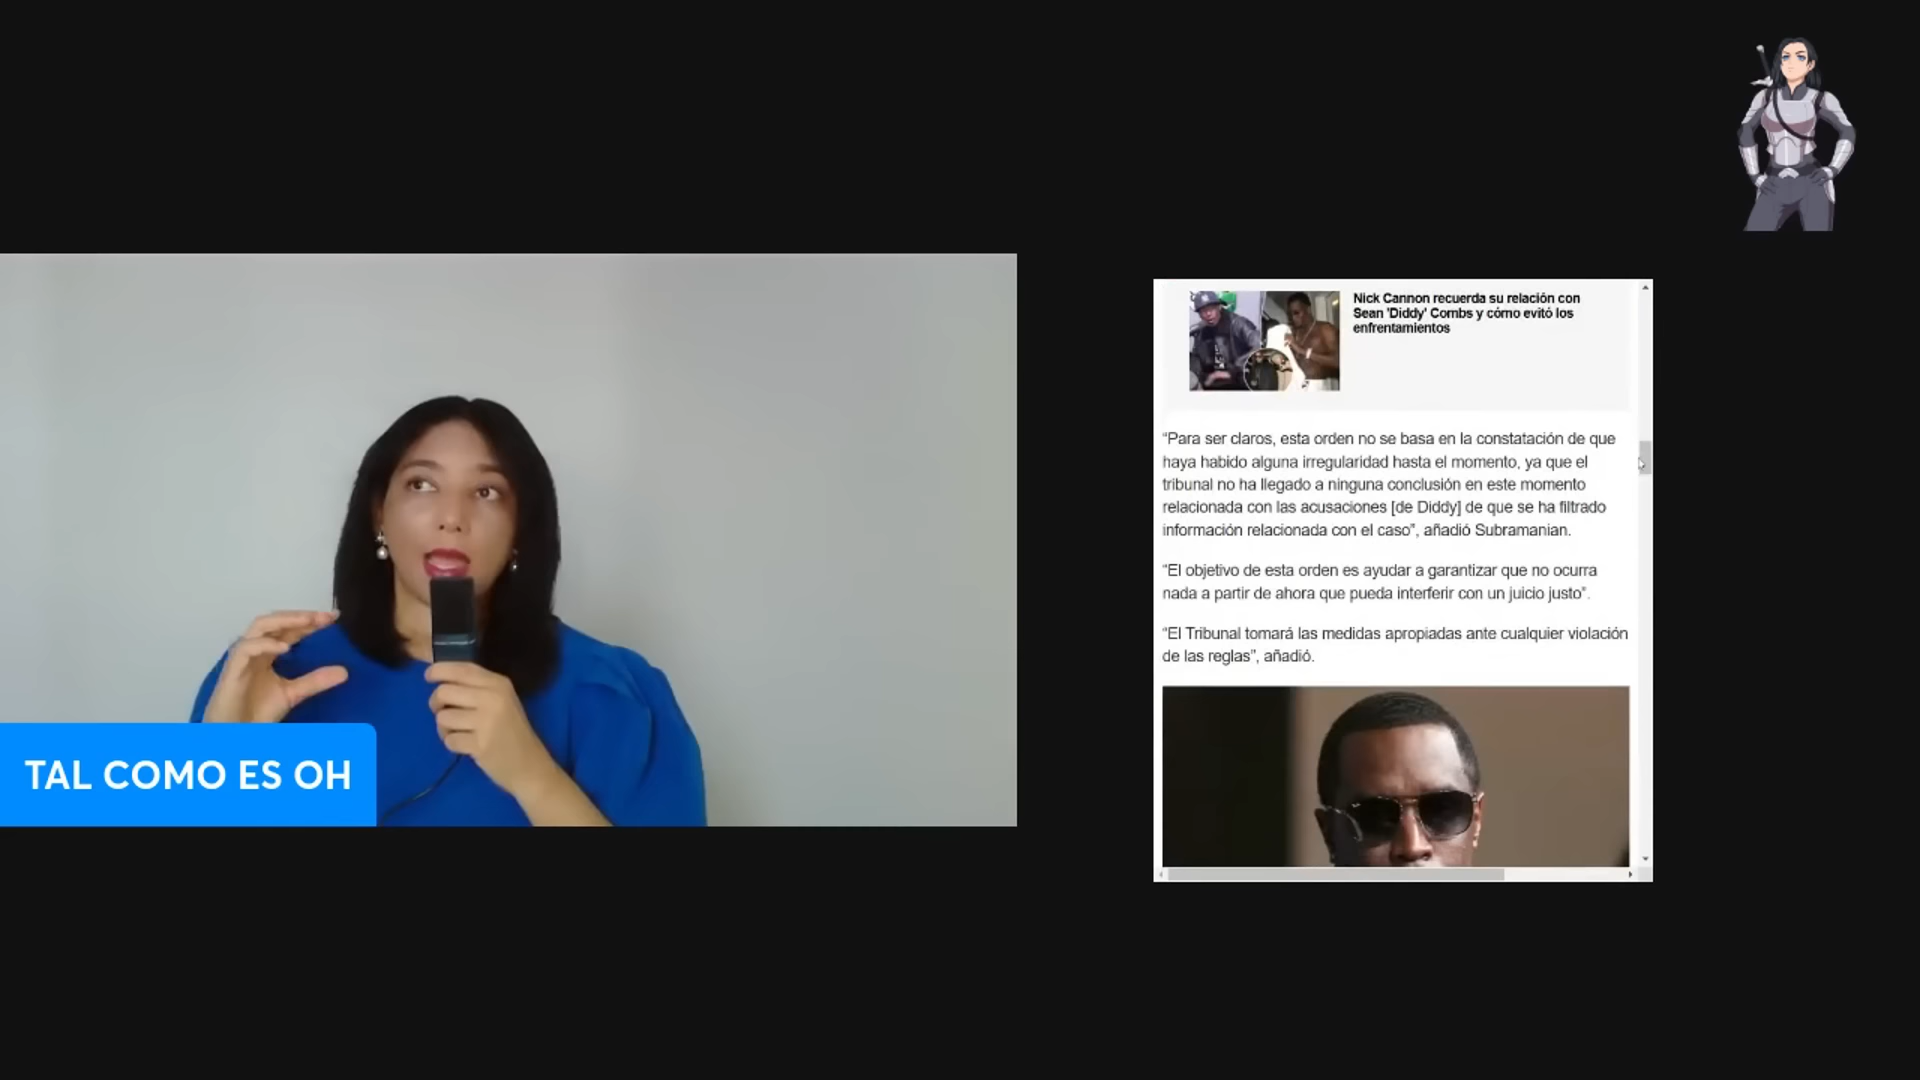 Nick Cannon recuerda su relación con
Sean 'Diddy' Combs y cómo evitó los
enfrentamientos
“Para ser claros, esta orden no se basa en la constatación de que
haya habido alguna irregularidad hasta el momento, ya que el
tribunal no ha llegado a ninguna conclusión en este momento
relacionada con las acusaciones [de Diddy] de que se ha filtrado
información relacionada con el caso”, añadió Subramanian.
“El objetivo de esta orden es ayudar a garantizar que no ocurra
nada a partir de ahora que pueda interferir con un juicio justo”.
“El Tribunal tomará las medidas apropiadas ante cualquier violación
de las reglas”, añadió.
TAL COMO ES OH